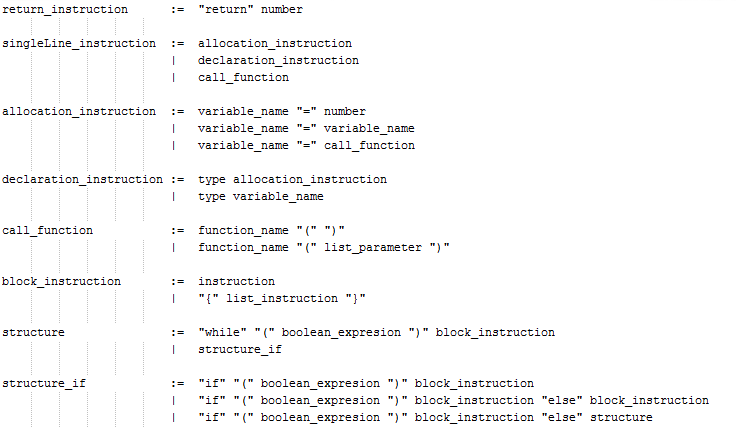 return_instruction := "return" number
singleLine_instruction := allocation_instruction
| declaration_instruction
| call_function
allocation_instruction := variable_name "=" number
| variable_name "=" variable_name
| variable_name "=" call_function
declaration_instruction := type allocation_instruction
| type variable_name
call_function := function_name "(" ")"
| function_name "(" list_parameter ")"
block_instruction := instruction
| "{" list_instruction "}"
structure := "while" "(" boolean_expresion ")" block_instruction
| structure_if
structure_if := "if" "(" boolean_expresion ")" block_instruction
| "if" "(" boolean_expresion ")" block_instruction "else" block_instruction
| "if" "(" boolean_expresion ")" block_instruction "else" structure